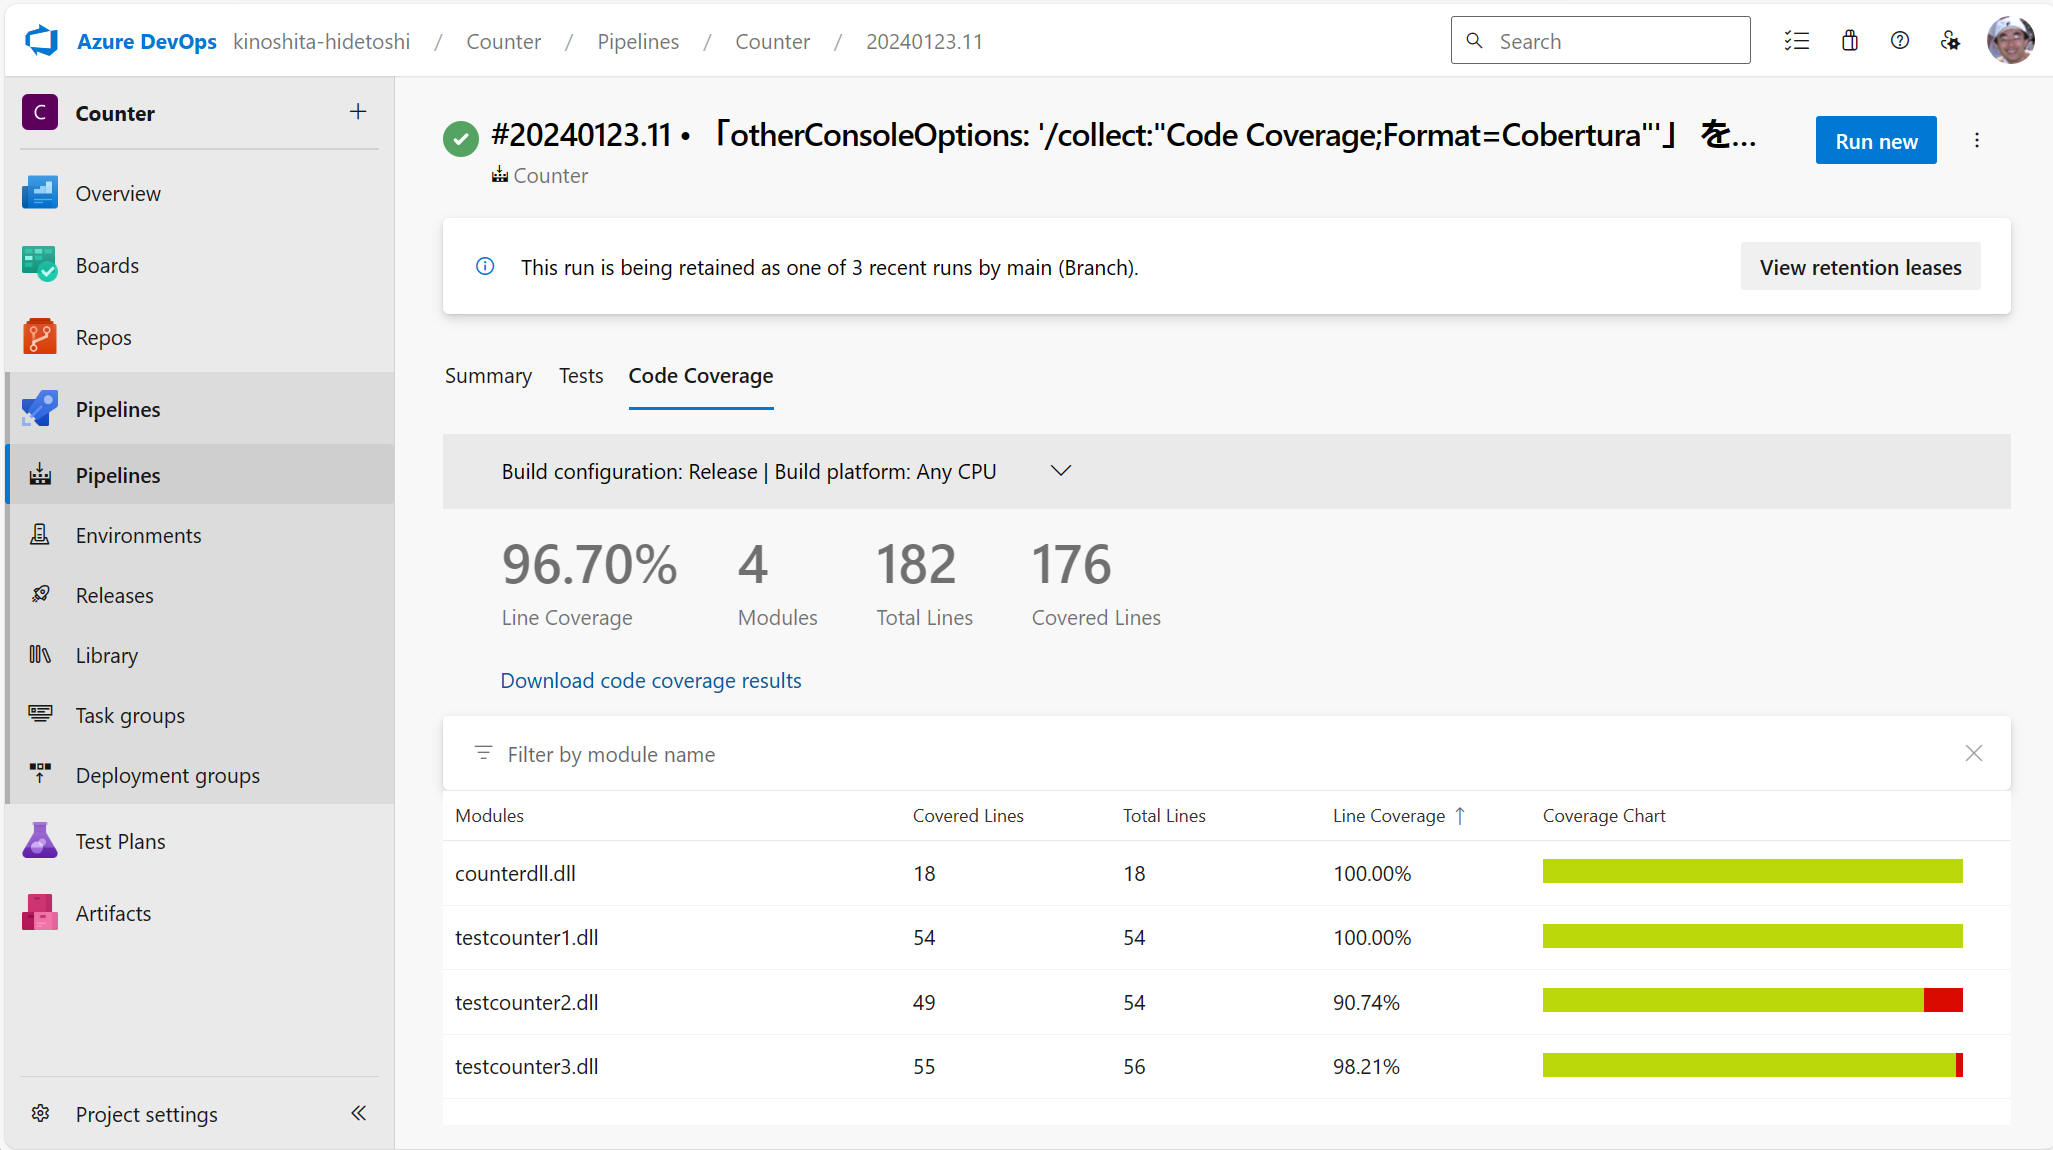 Azure DevOps kinoshita-hidetoshi / Counter / Pipelines / Counter / 20240123.11
Search
C Counter
Overview
Boards
Repos
Pipelines
Pipelines
Environments
Releases
Library
Task groups
Deployment groups
Test Plans
Artifacts
Project settings
#20240123.11 • 「otherConsoleOptions: '/collect:"Code Coverage;Format=Cobertura"'」 を...
Counter
Run new
This run is being retained as one of 3 recent runs by main (Branch).
View retention leases
Summary Tests Code Coverage
Build configuration: Release | Build platform: Any CPU
96.70% 4 182 176
Line Coverage Modules Total Lines Covered Lines
Download code coverage results
Filter by module name
Modules Covered Lines Total Lines Line Coverage ↑ Coverage Chart
counterdll.dll 18 18 100.00%
testcounter1.dll 54 54 100.00%
testcounter2.dll 49 54 90.74%
testcounter3.dll 55 56 98.21%